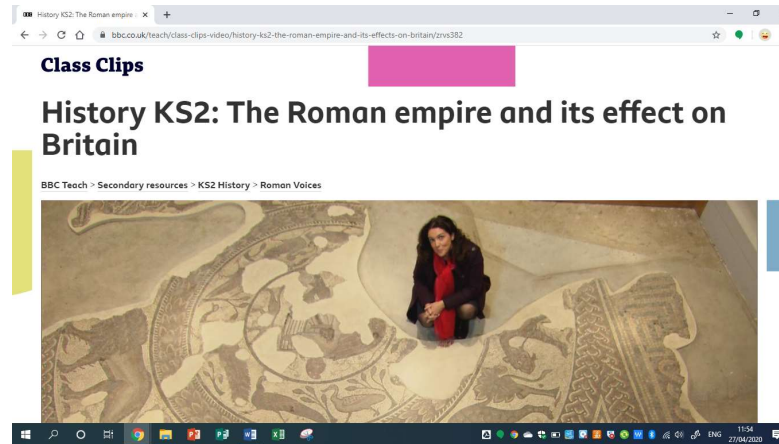 History KS2: The Roman empire a
bbc.co.uk/teach/class-clips-video/history-ks2-the-roman-empire-and-its-effects-on-britain/zrvs382
Class Clips
History KS2: The Roman empire and its effect on
Britain
BBC Teach > Secondary resources > KS2 History > Roman Voices
ENG
11:54
27/04/2020